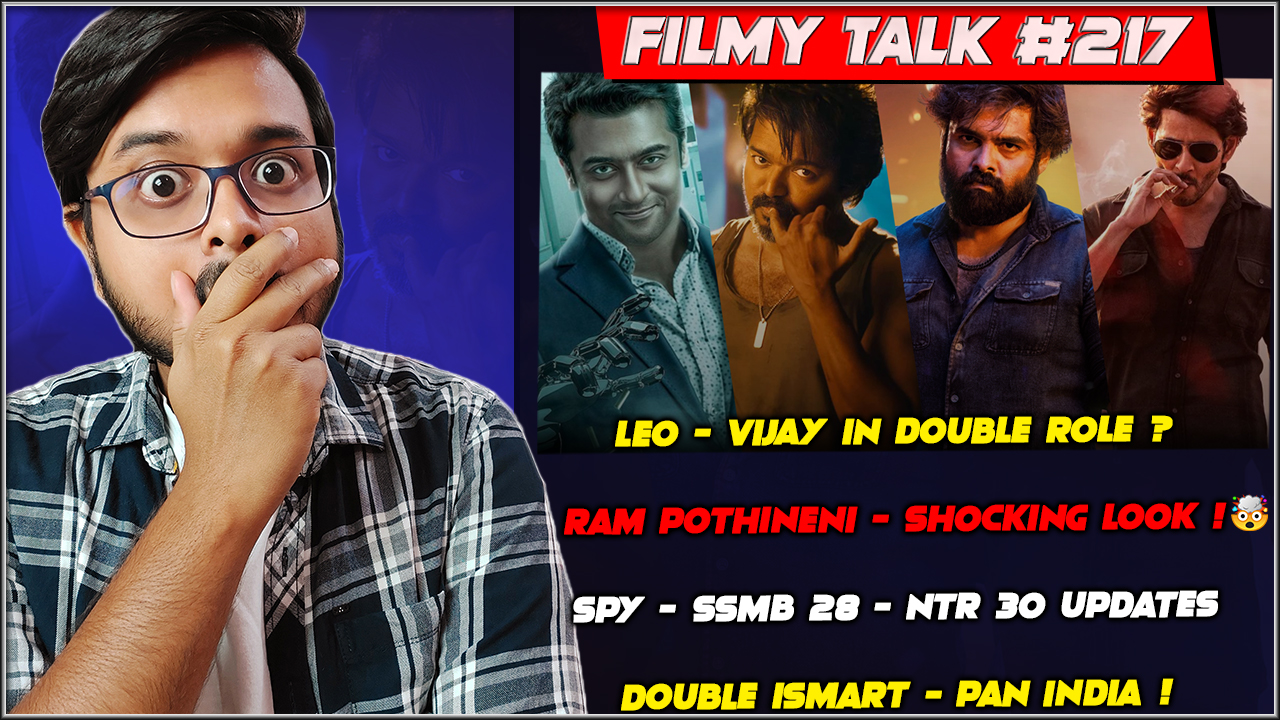 FILMY TALK #217
LEO - VIJAY IN DOUBLE ROLE ?
RAM POTHINENI - SHOCKING LOOK !🤯
SPY - SSMB 28 - NTR 30 UPDATES
DOUBLE ISMART - PAN INDIA !